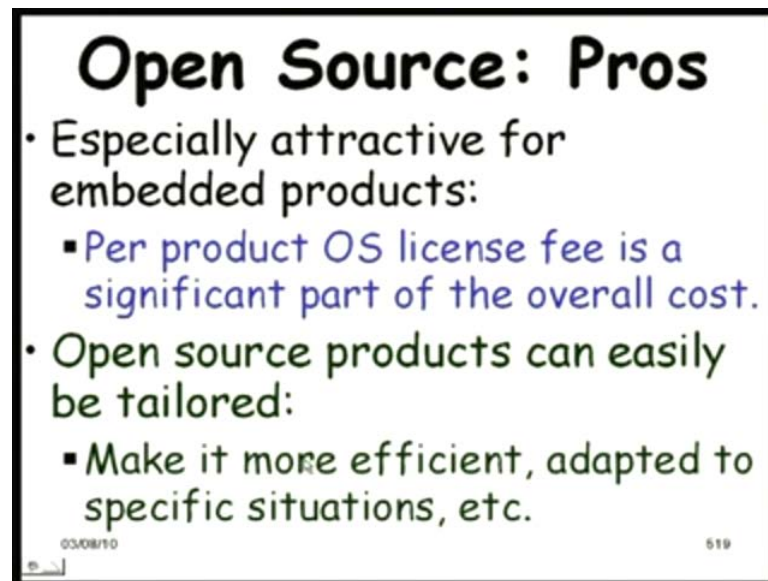 Open Source: Pros
• Especially attractive for
embedded products:
▪ Per product OS license fee is a
significant part of the overall cost.
• Open source products can easily
be tailored:
▪ Make it more efficient, adapted to
specific situations, etc.
03/08/10
519